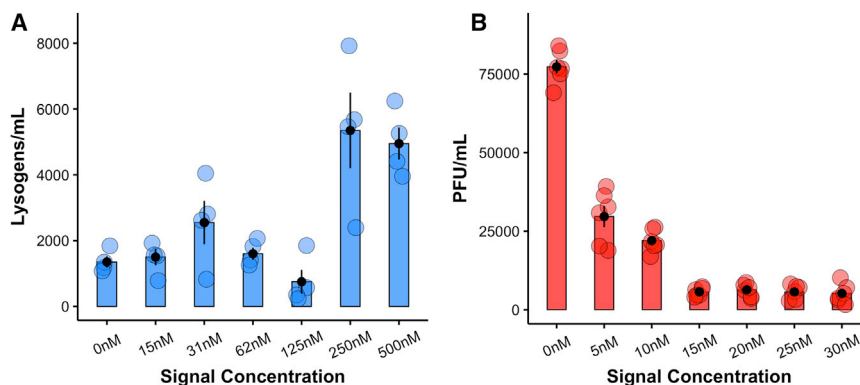 A
Lysogens/mL
8000
6000
4000
2000
0
0nM 15nM 31nM 62nM 125nM 250nM 500nM
Signal Concentration
B
PFU/mL
75000
50000
25000
0
0nM 5nM 10nM 15nM 20nM 25nM 30nM
Signal Concentration